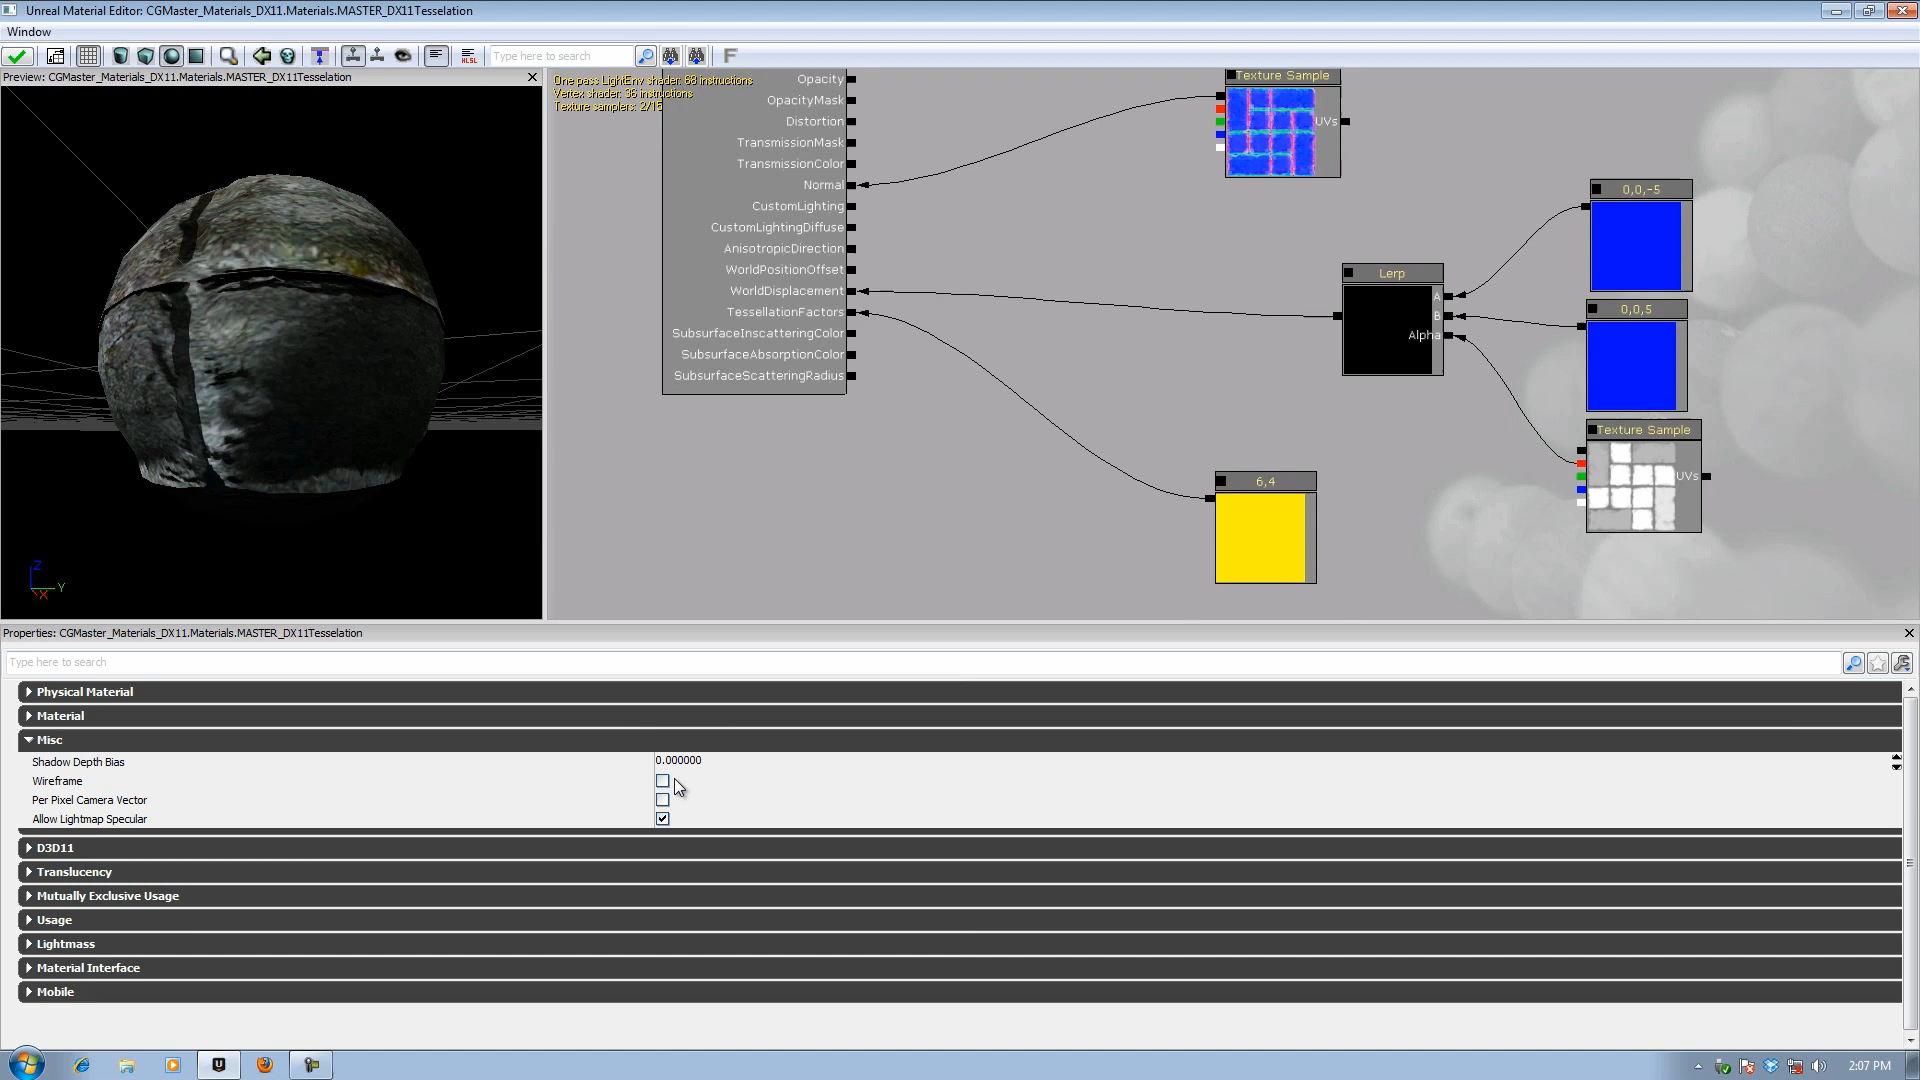 Unreal Material Editor: CGMaster_Materials_DX11.Materials.MASTER_DX11Tesselation
Window
HLSL
Type here to search
F
Preview: CGMaster_Materials_DX11.Materials.MASTER_DX11Tesselation
One pass LightEnv shader: 68 instructions
Vertex shader: 36 instructions
Texture samplers: 2/15
Opacity
OpacityMask
Distortion
TransmissionMask
TransmissionColor
Normal
CustomLighting
CustomLightingDiffuse
AnisotropicDirection
WorldPositionOffset
WorldDisplacement
TessellationFactors
SubsurfaceInscatteringColor
SubsurfaceAbsorptionColor
SubsurfaceScatteringRadius
Texture Sample
UVs
0,0,-5
Lerp
A
B
Alpha
0,0,5
Texture Sample
UVs
6,4
Z
Y
X
Properties: CGMaster_Materials_DX11.Materials.MASTER_DX11Tesselation
Type here to search
Physical Material
Material
Misc
Shadow Depth Bias 0.000000
Wireframe
Per Pixel Camera Vector
Allow Lightmap Specular
D3D11
Translucency
Mutually Exclusive Usage
Usage
Lightmass
Material Interface
Mobile
2:07 PM